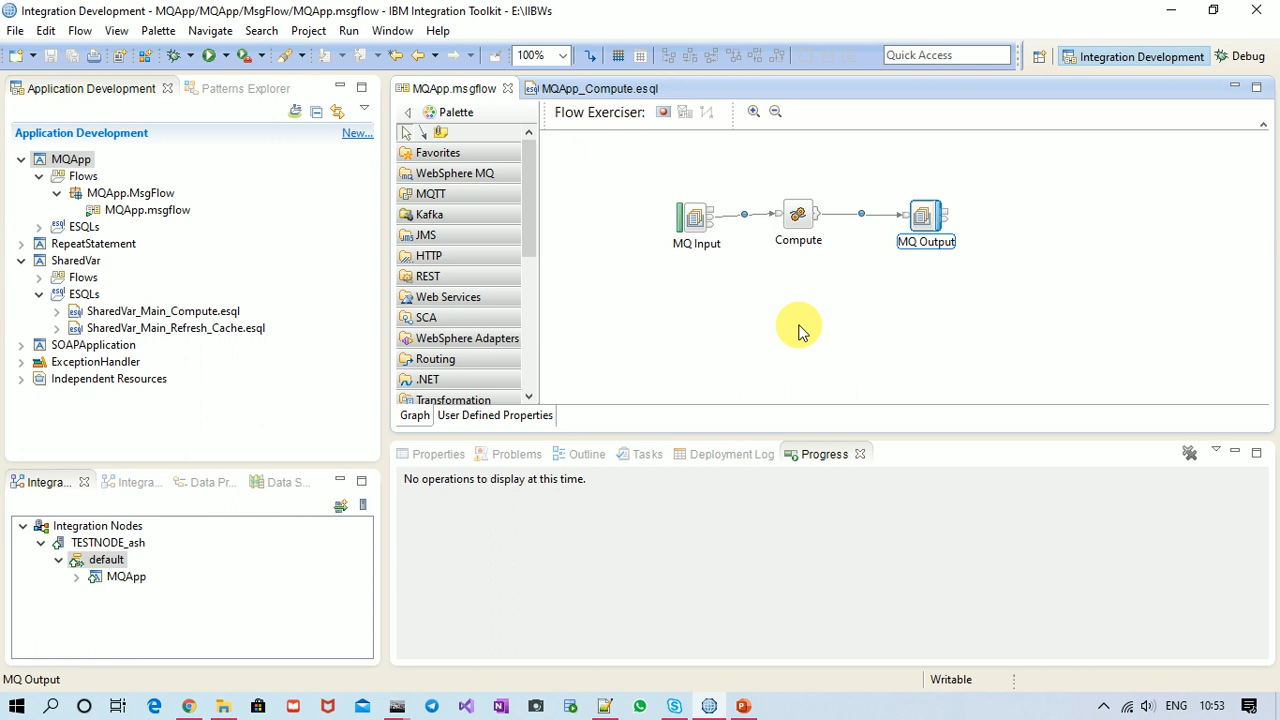 Integration Development - MQApp/MQApp/MsgFlow/MQApp.msgflow - IBM Integration Toolkit - E:\IIBWs
File Edit Flow View Palette Navigate Search Project Run Window Help
100% Quick Access Integration Development Debug
Application Development Patterns Explorer
Application Development New...
MQApp
Flows
MQApp.MsgFlow
MQApp.msgflow
ESQLs
RepeatStatement
SharedVar
Flows
ESQLs
SharedVar_Main_Compute.esql
SharedVar_Main_Refresh_Cache.esql
SOAPApplication
ExceptionHandler
Independent Resources
MQApp.msgflow MQApp_Compute.esql
Palette
Flow Exerciser:
Favorites
WebSphere MQ
MQTT
Kafka
JMS
HTTP
REST
Web Services
SCA
WebSphere Adapters
Routing
.NET
Transformation
MQ Input
Compute
MQ Output
Graph User Defined Properties
Integra... Integra... Data Pr... Data S...
Integration Nodes
TESTNODE_ash
default
MQApp
Properties Problems Outline Tasks Deployment Log Progress
No operations to display at this time.
MQ Output
Writable
ENG 10:53